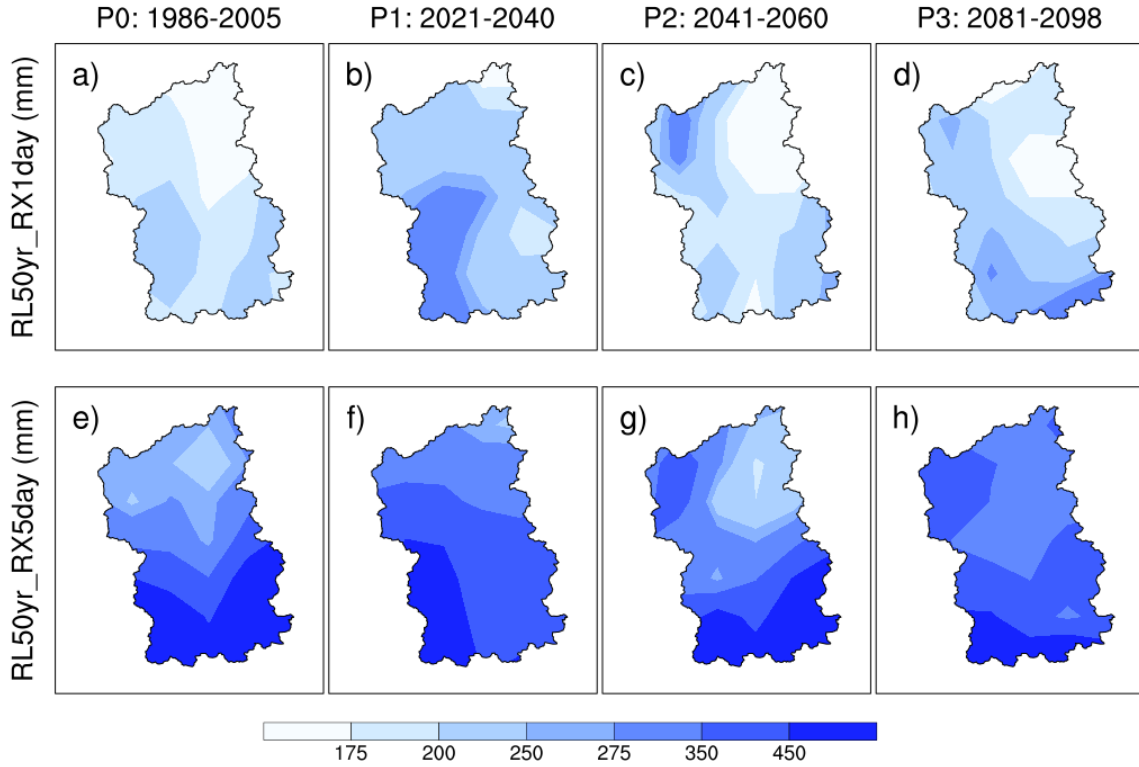 P0: 1986-2005 P1: 2021-2040 P2: 2041-2060 P3: 2081-2098
RL50yr_RX1day (mm)
a) b) c) d)
RL50yr_RX5day (mm)
e) f) g) h)
175 200 250 275 350 450